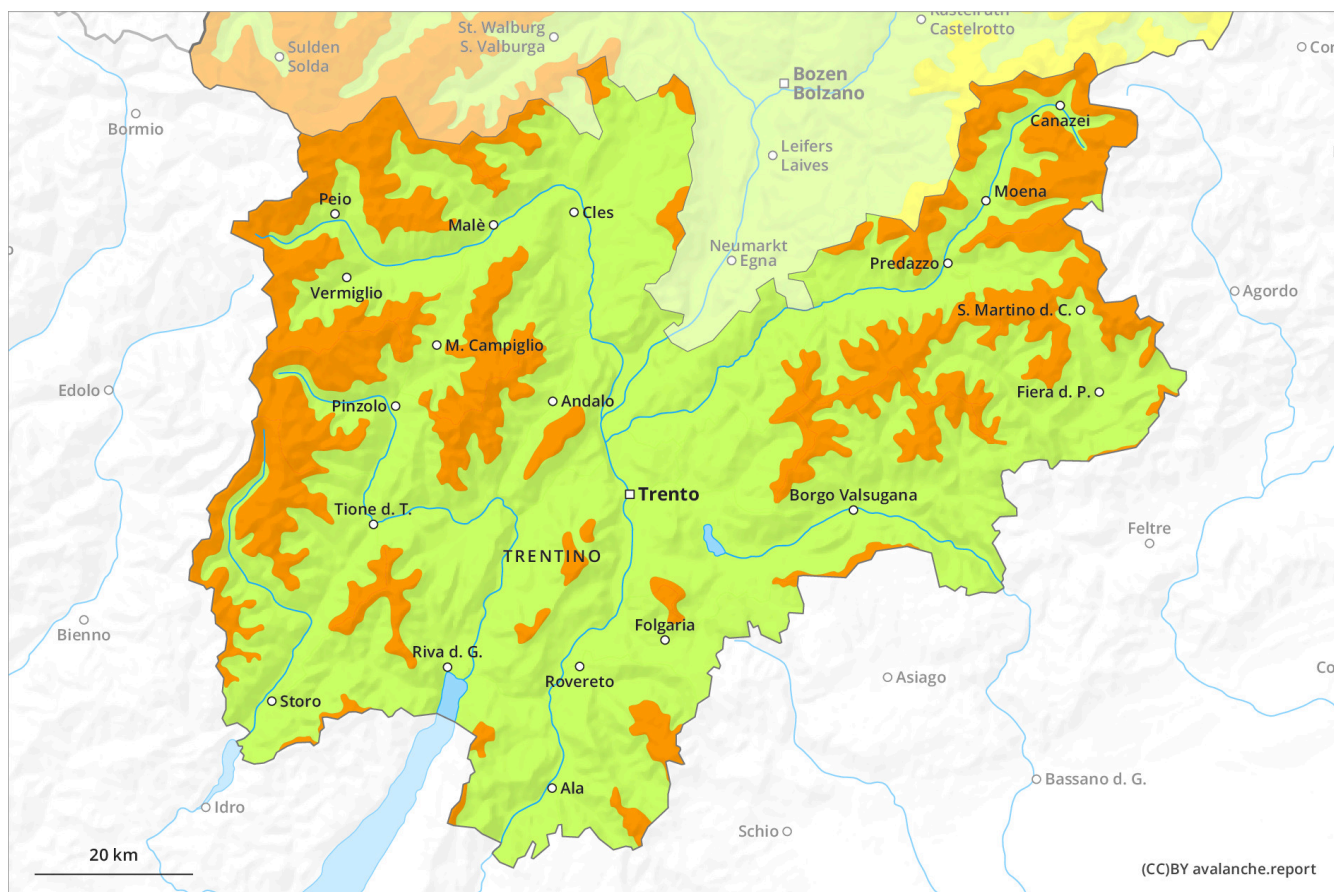 Kastelruth
Castelrotto
St. Walburg
S. Valburga
Sulden
Solda
Cor
Bozen
Bolzano
Bormio
Canazei
Leifers
Laives
Peio
Moena
Malè
Cles
Neumarkt
Egna
Predazzo
Vermiglio
Agordo
S. Martino d. C.
M. Campiglio
Edolo
Pinzolo
Andalo
Fiera d. P.
Trento
Borgo Valsugana
Tione d. T.
Feltre
TRENTINO
Bienno
Folgaria
Riva d. G.
Asiago
Co
Rovereto
Storo
Bassano d. G.
Ala
Idro
Schio
20 km
(CC)BY avalanche.report